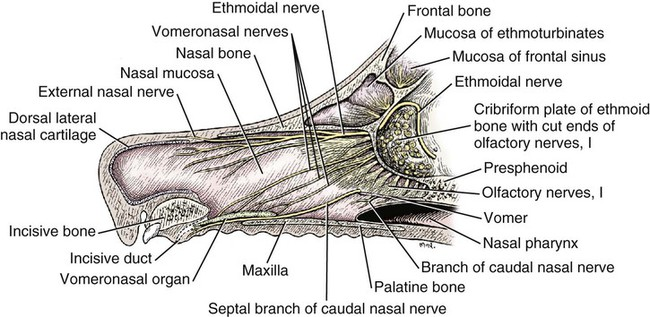 Ethmoidal nerve
Vomeronasal nerves
Nasal bone
Nasal mucosa
External nasal nerve
Dorsal lateral
nasal cartilage
Frontal bone
Mucosa of ethmoturbinates
Mucosa of frontal sinus
Ethmoidal nerve
Cribriform plate of ethmoid
bone with cut ends of
olfactory nerves, I
Presphenoid
Olfactory nerves, I
Vomer
Nasal pharynx
Branch of caudal nasal nerve
Palatine bone
Incisive bone
Incisive duct
Vomeronasal organ
Maxilla
Septal branch of caudal nasal nerve